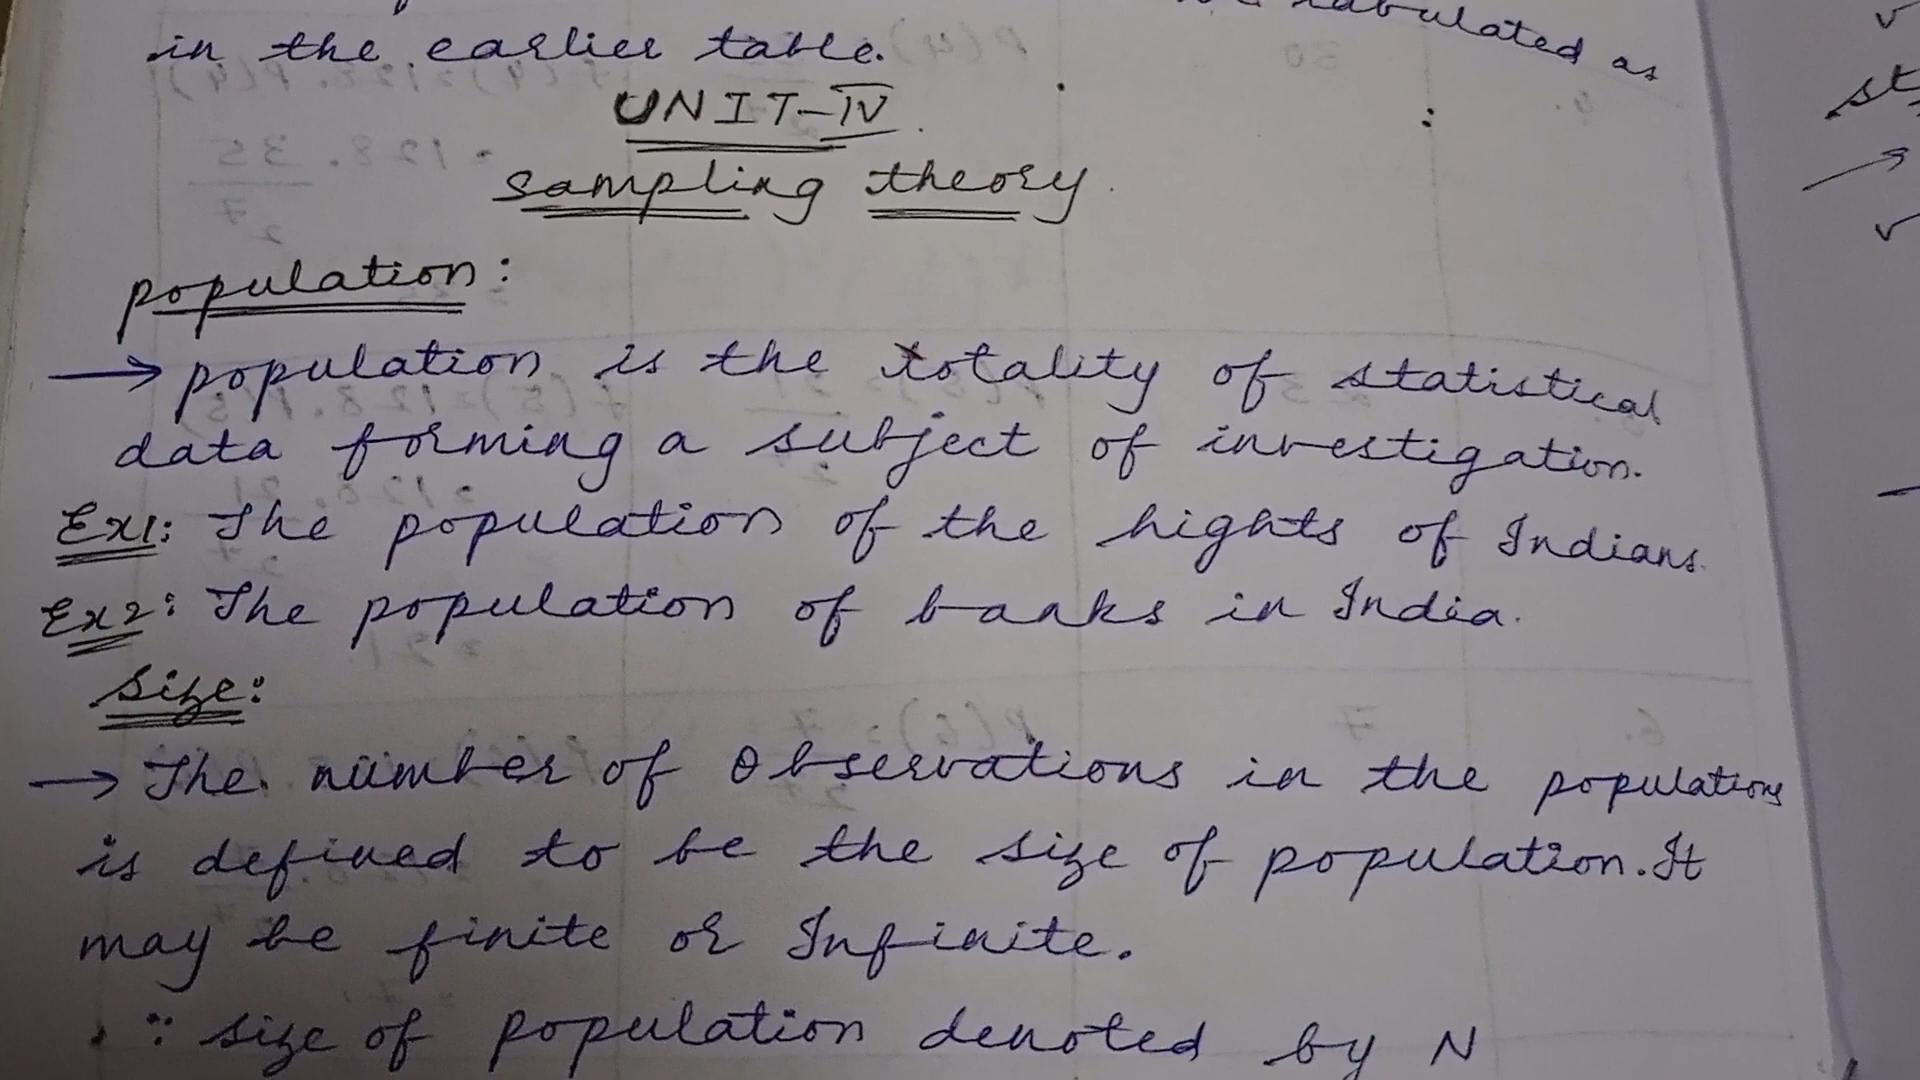 tabulated as
in the earlier table.
UNIT-IV
sampling theory.
population:
→ population is the totality of statistical
data forming a subject of investigation.
Ex1: The population of the hights of Indians.
Ex2: The population of banks in India.
Size:
→ The number of Observations in the populations
is defined to be the size of population. It
may be finite or Infinite.
∵ size of population denoted by N